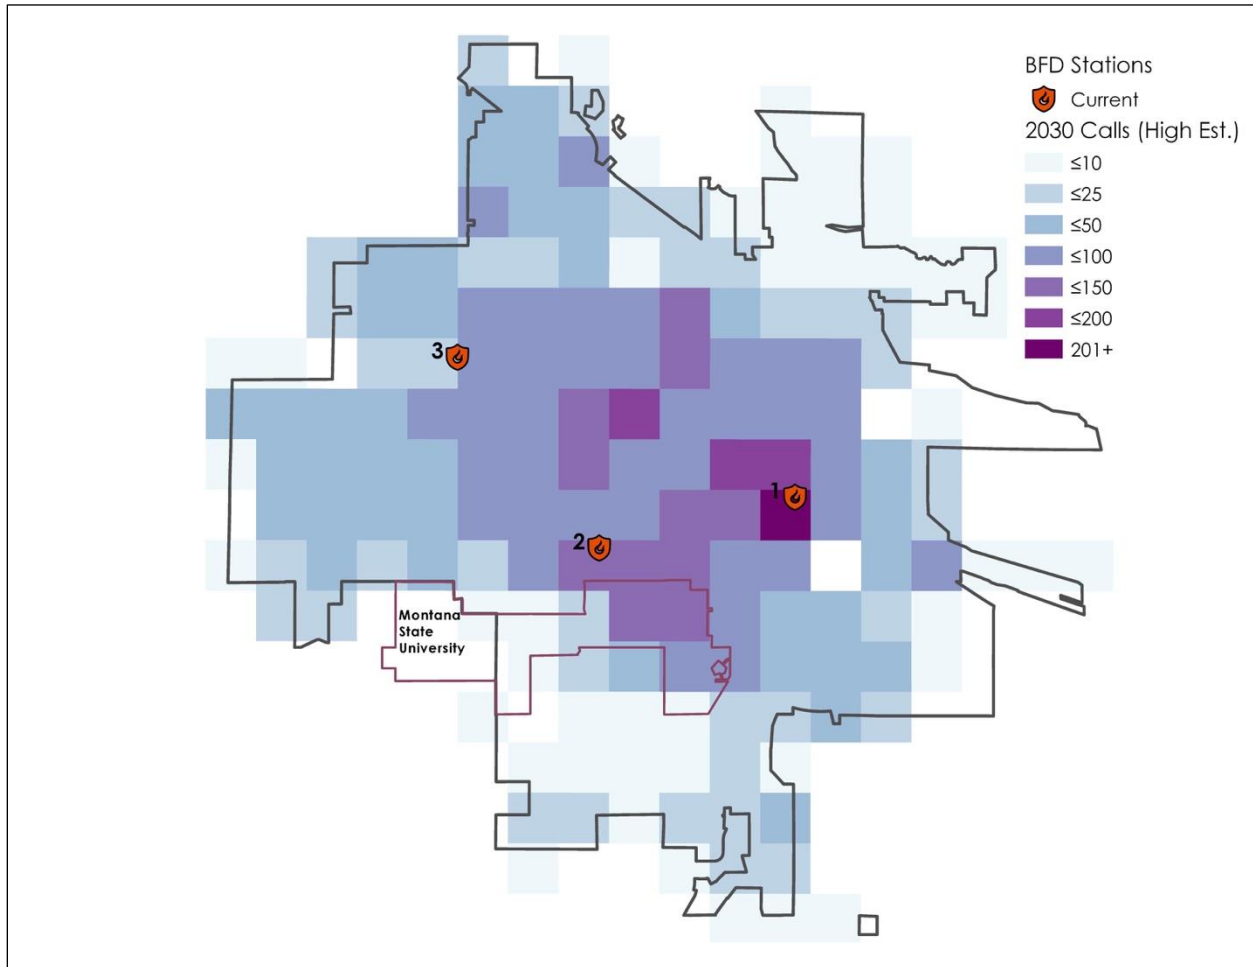 BFD Stations
Current
2030 Calls (High Est.)
≤10
≤25
≤50
≤100
≤150
≤200
201+
3
1
2
Montana
State
University